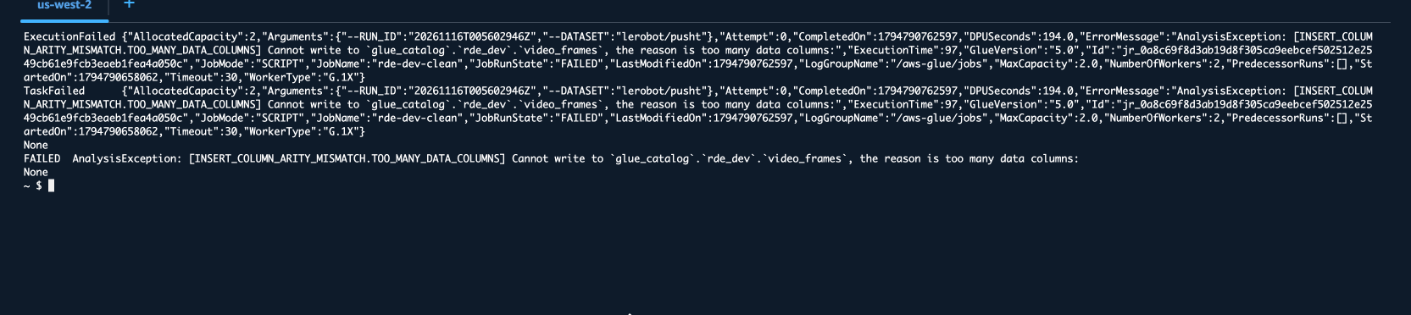 us-west-2 +
ExecutionFailed {"AllocatedCapacity":2,"Arguments":{"--RUN_ID":"20261116T005602946Z","--DATASET":"lerobot/pusht"},"Attempt":0,"CompletedOn":1794790762597,"DPUSeconds":194.0,"ErrorMessage":"AnalysisException: [INSERT_COLUM
N_ARITY_MISMATCH.TOO_MANY_DATA_COLUMNS] Cannot write to `glue_catalog`.`rde_dev`.`video_frames`, the reason is too many data columns:","ExecutionTime":97,"GlueVersion":"5.0","Id":"jr_0a8c69f8d3ab19d8f305ca9eebcef502512e25
49cb61e9fcb3eaeb1fea4a050c","JobMode":"SCRIPT","JobName":"rde-dev-clean","JobRunState":"FAILED","LastModifiedOn":1794790762597,"LogGroupName":"/aws-glue/jobs","MaxCapacity":2.0,"NumberOfWorkers":2,"PredecessorRuns":[],"St
artedOn":1794790658062,"Timeout":30,"WorkerType":"G.1X"}
TaskFailed {"AllocatedCapacity":2,"Arguments":{"--RUN_ID":"20261116T005602946Z","--DATASET":"lerobot/pusht"},"Attempt":0,"CompletedOn":1794790762597,"DPUSeconds":194.0,"ErrorMessage":"AnalysisException: [INSERT_COLUM
N_ARITY_MISMATCH.TOO_MANY_DATA_COLUMNS] Cannot write to `glue_catalog`.`rde_dev`.`video_frames`, the reason is too many data columns:","ExecutionTime":97,"GlueVersion":"5.0","Id":"jr_0a8c69f8d3ab19d8f305ca9eebcef502512e25
49cb61e9fcb3eaeb1fea4a050c","JobMode":"SCRIPT","JobName":"rde-dev-clean","JobRunState":"FAILED","LastModifiedOn":1794790762597,"LogGroupName":"/aws-glue/jobs","MaxCapacity":2.0,"NumberOfWorkers":2,"PredecessorRuns":[],"St
artedOn":1794790658062,"Timeout":30,"WorkerType":"G.1X"}
None
FAILED AnalysisException: [INSERT_COLUMN_ARITY_MISMATCH.TOO_MANY_DATA_COLUMNS] Cannot write to `glue_catalog`.`rde_dev`.`video_frames`, the reason is too many data columns:
None
~ $